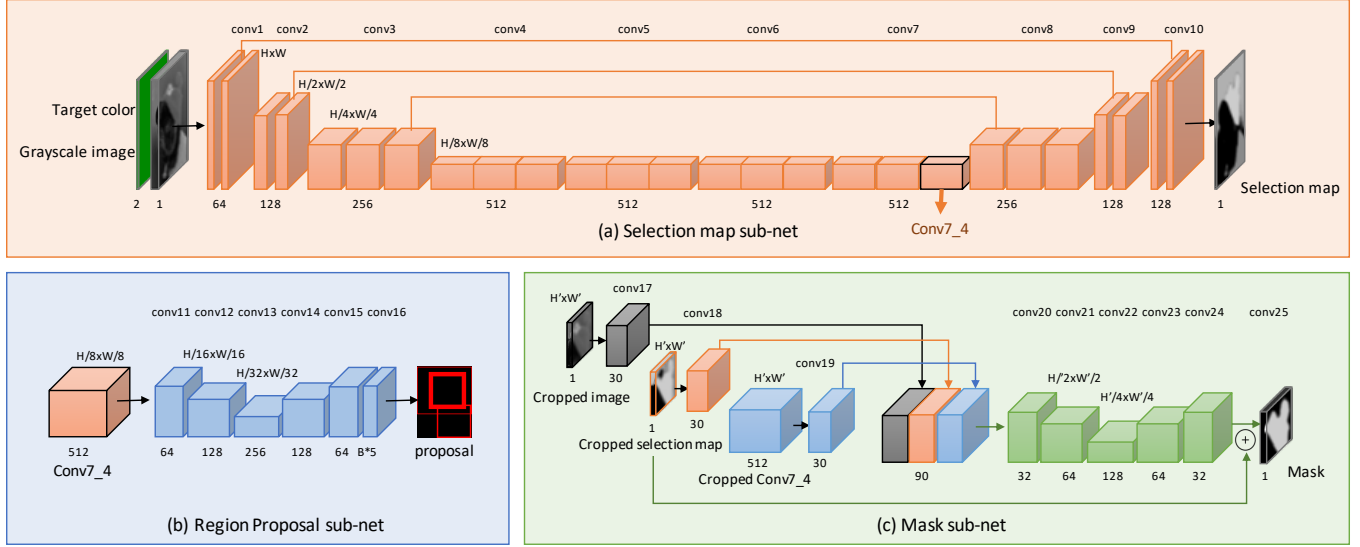 conv1 conv2 conv3 conv4 conv5 conv6 conv7 conv8 conv9 conv10
HxW
H/2xW/2
H/4xW/4
H/8xW/8
Target color
Grayscale image
Selection map
2 1 64 128 256 512 512 512 512 256 128 128 1
Conv7_4
(a) Selection map sub-net
conv11 conv12 conv13 conv14 conv15 conv16
H/8xW/8
H/16xW/16
H/32xW/32
512 64 128 256 128 64 B*5
Conv7_4
proposal
(b) Region Proposal sub-net
H'xW'
conv17
1 30
Cropped image
conv18
H'xW'
1 30
Cropped selection map
conv19
H'xW'
512 30
Cropped Conv7_4
90
conv20 conv21 conv22 conv23 conv24 conv25
H/'2xW'/2
H'/4xW'/4
+
32 64 128 64 32 1
Mask
(c) Mask sub-net